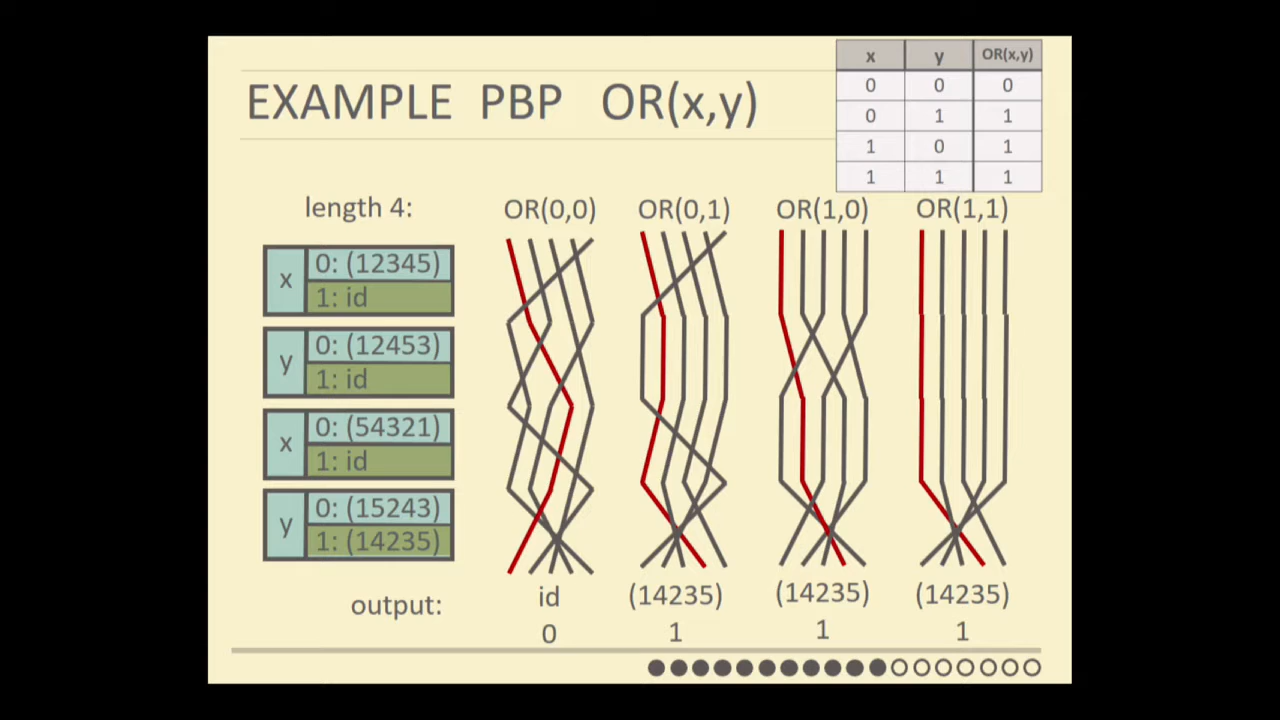 x y OR(x,y)
0 0 0
0 1 1
1 0 1
1 1 1
EXAMPLE PBP OR(x,y)
length 4:
OR(0,0) OR(0,1) OR(1,0) OR(1,1)
x
0: (12345)
1: id
y
0: (12453)
1: id
x
0: (54321)
1: id
y
0: (15243)
1: (14235)
output:
id (14235) (14235) (14235)
0 1 1 1